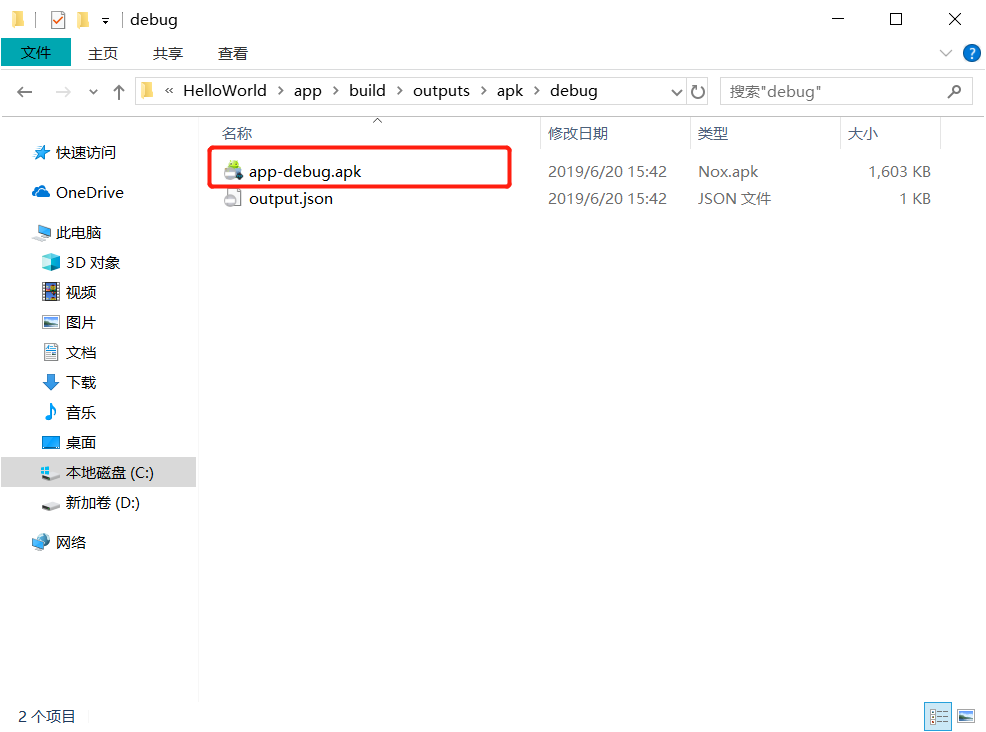 debug
文件 主页 共享 查看
« HelloWorld > app > build > outputs > apk > debug 搜索"debug"
名称 修改日期 类型 大小
app-debug.apk 2019/6/20 15:42 Nox.apk 1,603 KB
output.json 2019/6/20 15:42 JSON 文件 1 KB
快速访问
OneDrive
此电脑
3D 对象
视频
图片
文档
下载
音乐
桌面
本地磁盘 (C:)
新加卷 (D:)
网络
2 个项目